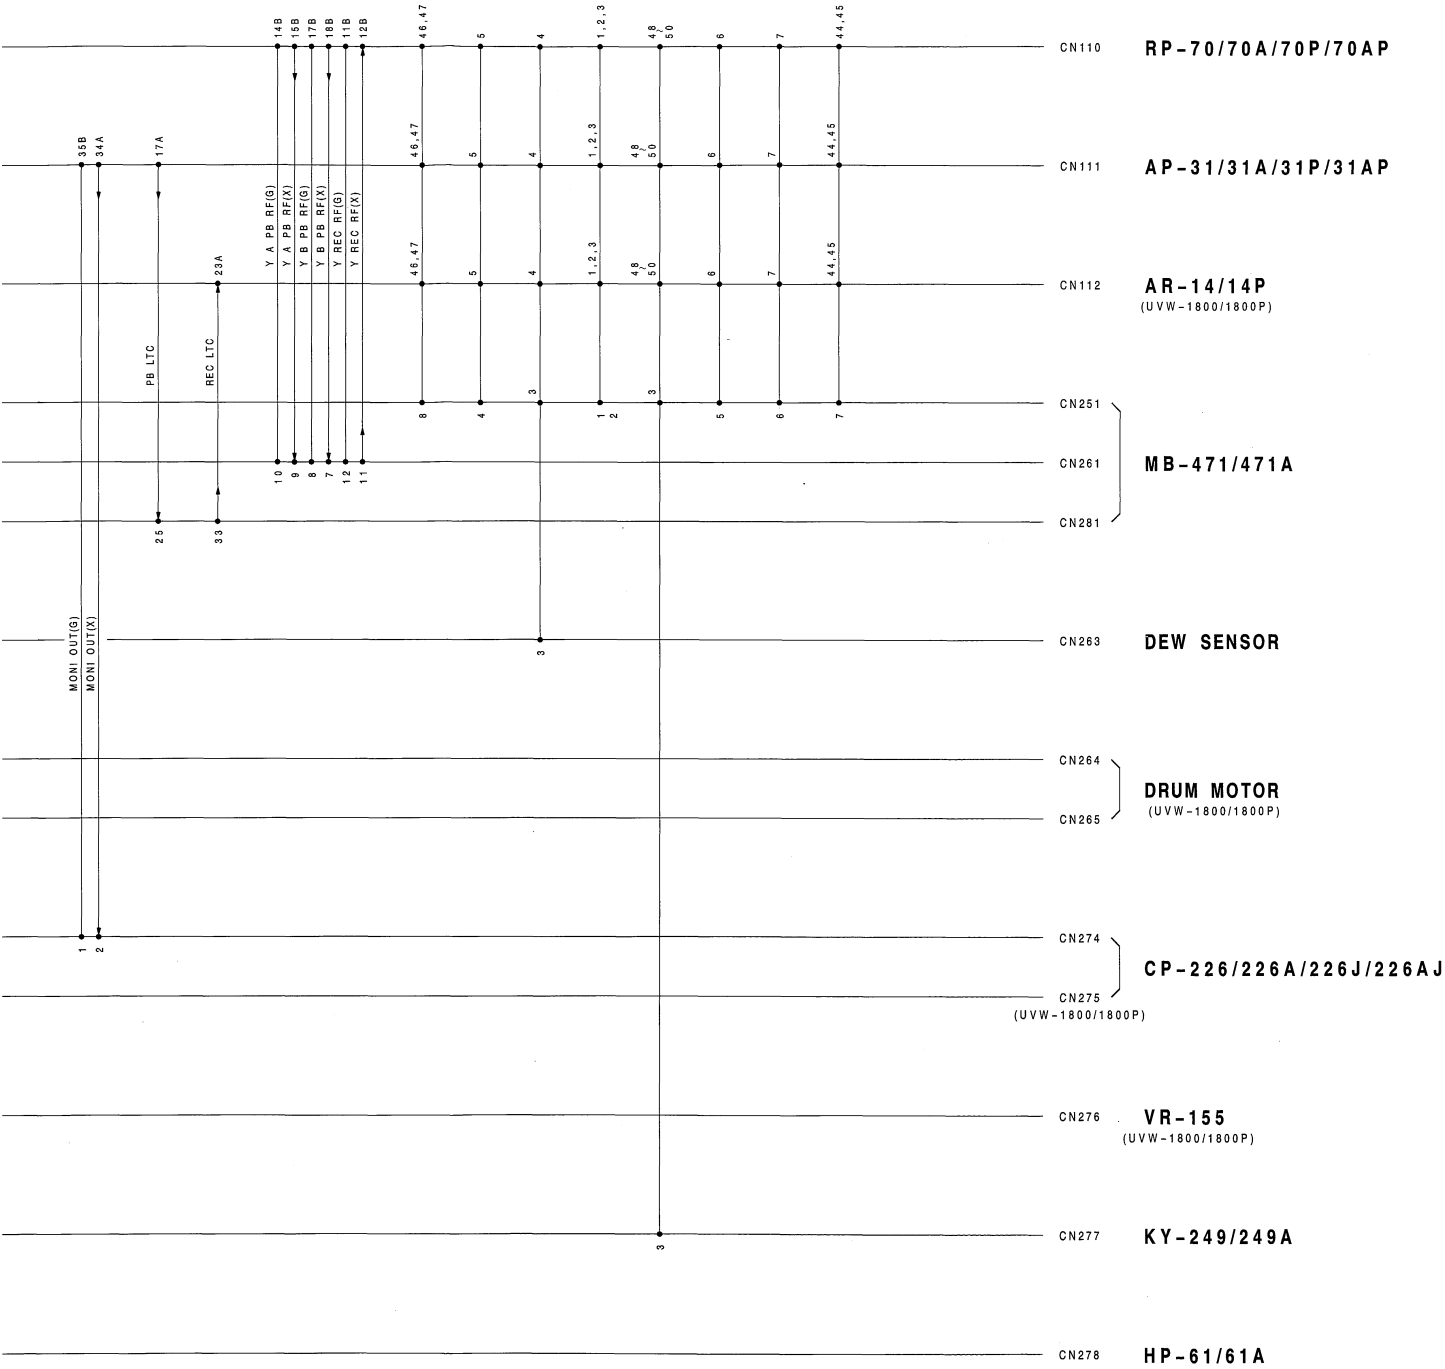 14B 15B 17B 18B 11B 12B 46,47 5 4 1,2,3 48~50 6 7 44,45
CN110 RP-70/70A/70P/70AP
35B 34A 17A 46,47 5 4 1,2,3 48~50 6 7 44,45
CN111 AP-31/31A/31P/31AP
Y A PB RF(G)
Y A PB RF(X)
Y B PB RF(G)
Y B PB RF(X)
Y REC RF(G)
Y REC RF(X)
23A 46,47 5 4 1,2,3 48~50 6 7 44,45
CN112 AR-14/14P
(UVW-1800/1800P)
PB LTC
REC LTC
3 3
CN251
8 4 1 2 5 6 7
CN261 MB-471/471A
10 9 8 7 12 11
CN281
25 33
MONI OUT(G)
MONI OUT(X)
CN263 DEW SENSOR
3
CN264
DRUM MOTOR
(UVW-1800/1800P)
CN265
CN274
1 2
CP-226/226A/226J/226AJ
CN275
(UVW-1800/1800P)
CN276 VR-155
(UVW-1800/1800P)
CN277 KY-249/249A
3
CN278 HP-61/61A